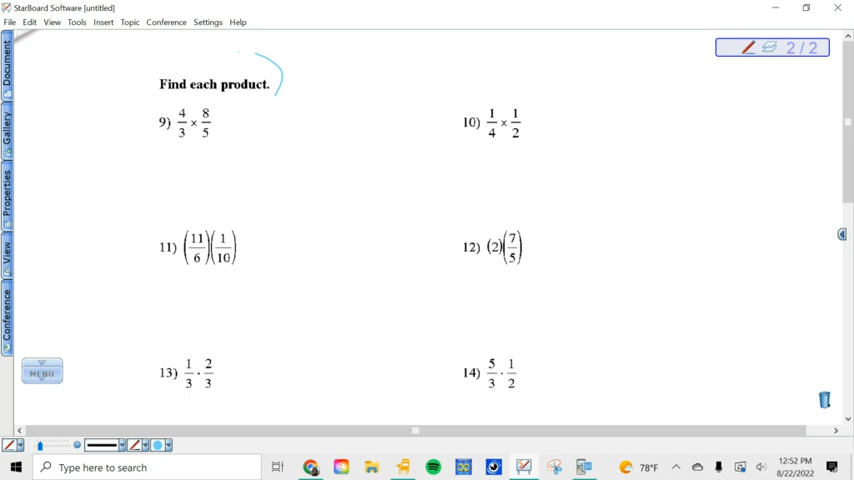 StarBoard Software [untitled]
File Edit View Tools Insert Topic Conference Settings Help
2 / 2
Document
Gallery
Properties
View
Conference
Find each product.
9) 4/3 × 8/5
10) 1/4 × 1/2
11) (11/6)(1/10)
12) (2)(7/5)
13) 1/3 · 2/3
14) 5/3 · 1/2
MENU
Type here to search
78°F
12:52 PM
8/22/2022